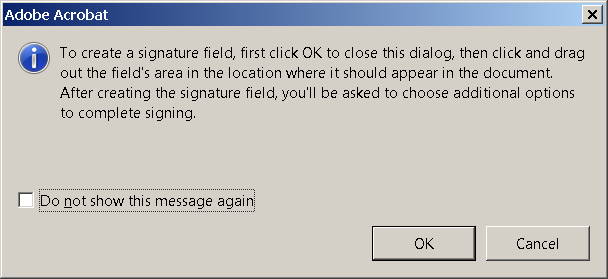 Adobe Acrobat
To create a signature field, first click OK to close this dialog, then click and drag
out the field's area in the location where it should appear in the document.
After creating the signature field, you'll be asked to choose additional options
to complete signing.
Do not show this message again
OK
Cancel